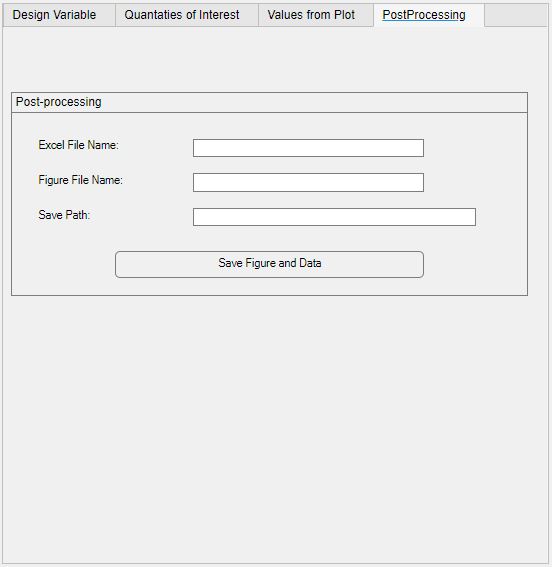 Design Variable Quantaties of Interest Values from Plot PostProcessing
Post-processing
Excel File Name:
Figure File Name:
Save Path:
Save Figure and Data